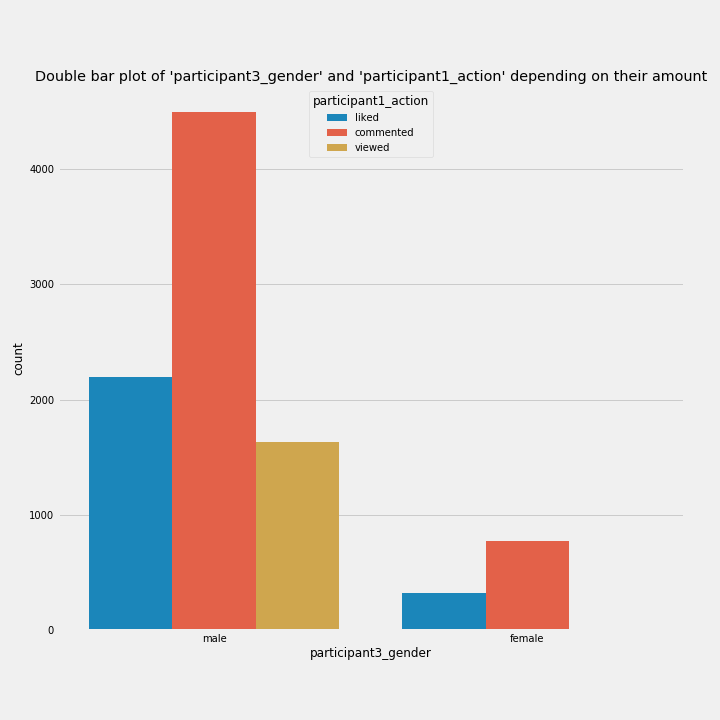 Double bar plot of 'participant3_gender' and 'participant1_action' depending on their amount
participant1_action
liked
commented
viewed
4000
3000
2000
1000
0
count
male
female
participant3_gender